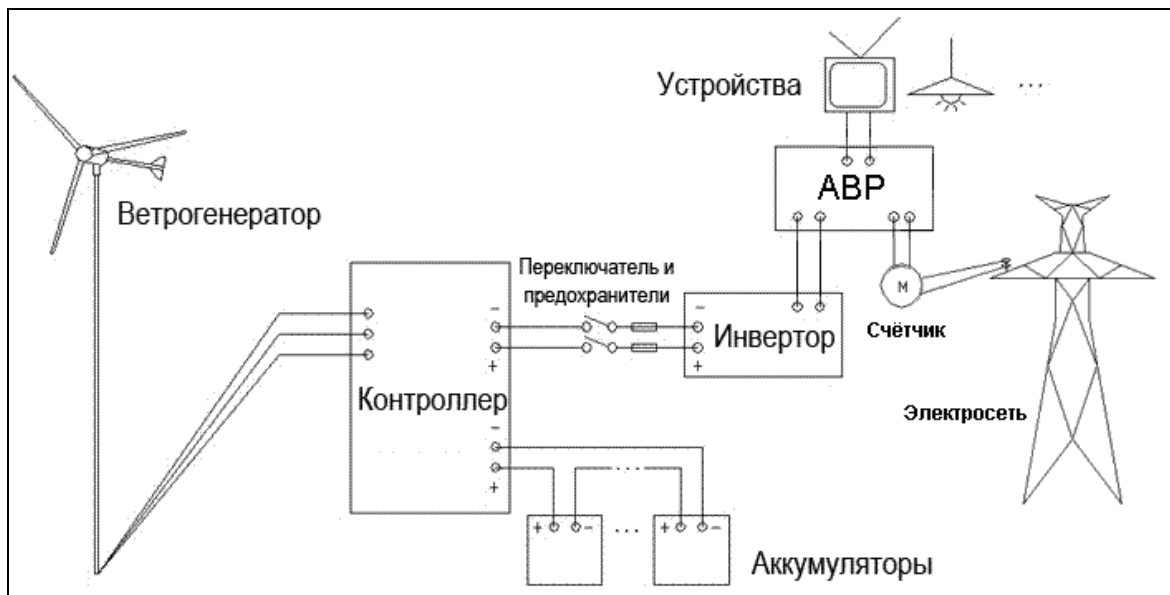 Устройства
...
АВР
Ветрогенератор
Переключатель и
предохранители
М
Счётчик
−
−
Инвертор
+
+
Контроллер
Электросеть
−
+
...
+ −
...
+ −
Аккумуляторы